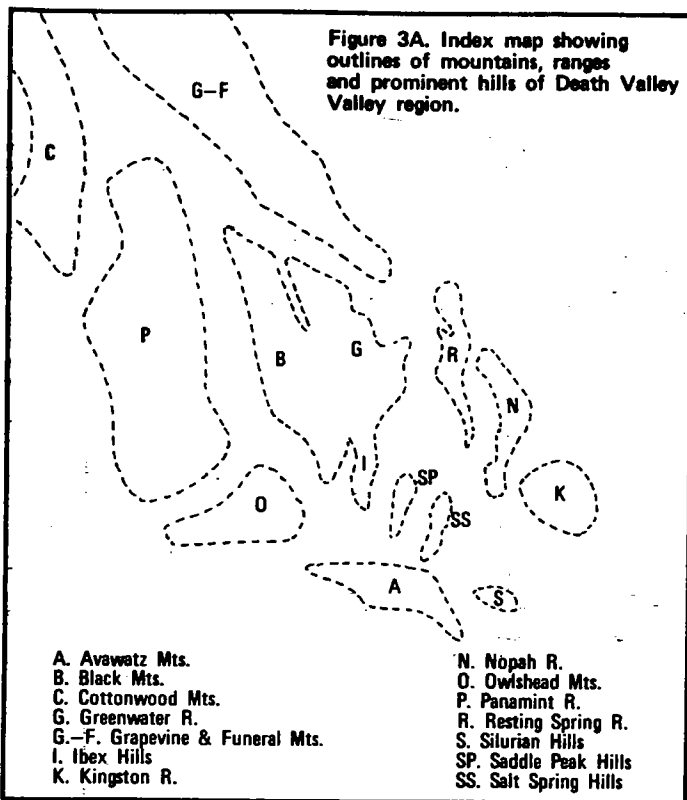 Figure 3A. Index map showing
outlines of mountains, ranges
and prominent hills of Death Valley
Valley region.
G–F
C
P
B
G
R
N
I
SP
K
O
SS
A
S
A. Avawatz Mts.
B. Black Mts.
C. Cottonwood Mts.
G. Greenwater R.
G.–F. Grapevine & Funeral Mts.
I. Ibex Hills
K. Kingston R.
N. Nopah R.
O. Owlshead Mts.
P. Panamint R.
R. Resting Spring R.
S. Silurian Hills
SP. Saddle Peak Hills
SS. Salt Spring Hills